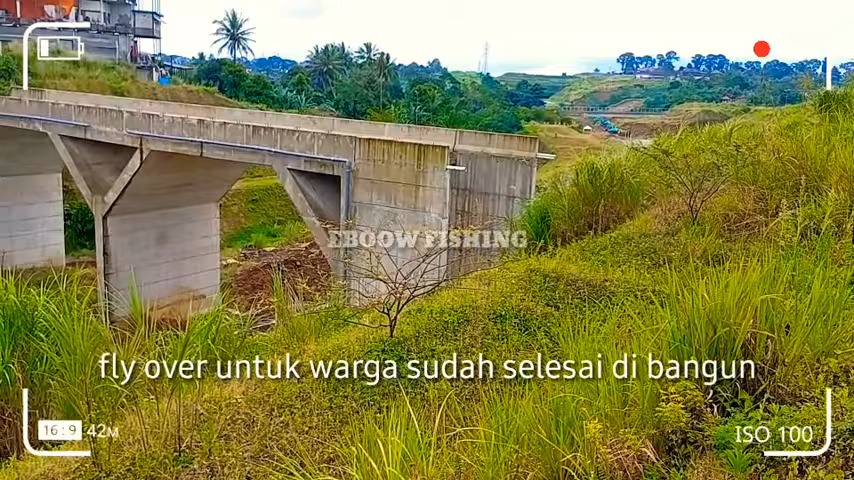 EBOOW FISHING
fly over untuk warga sudah selesai di bangun
16:9 42M
ISO 100